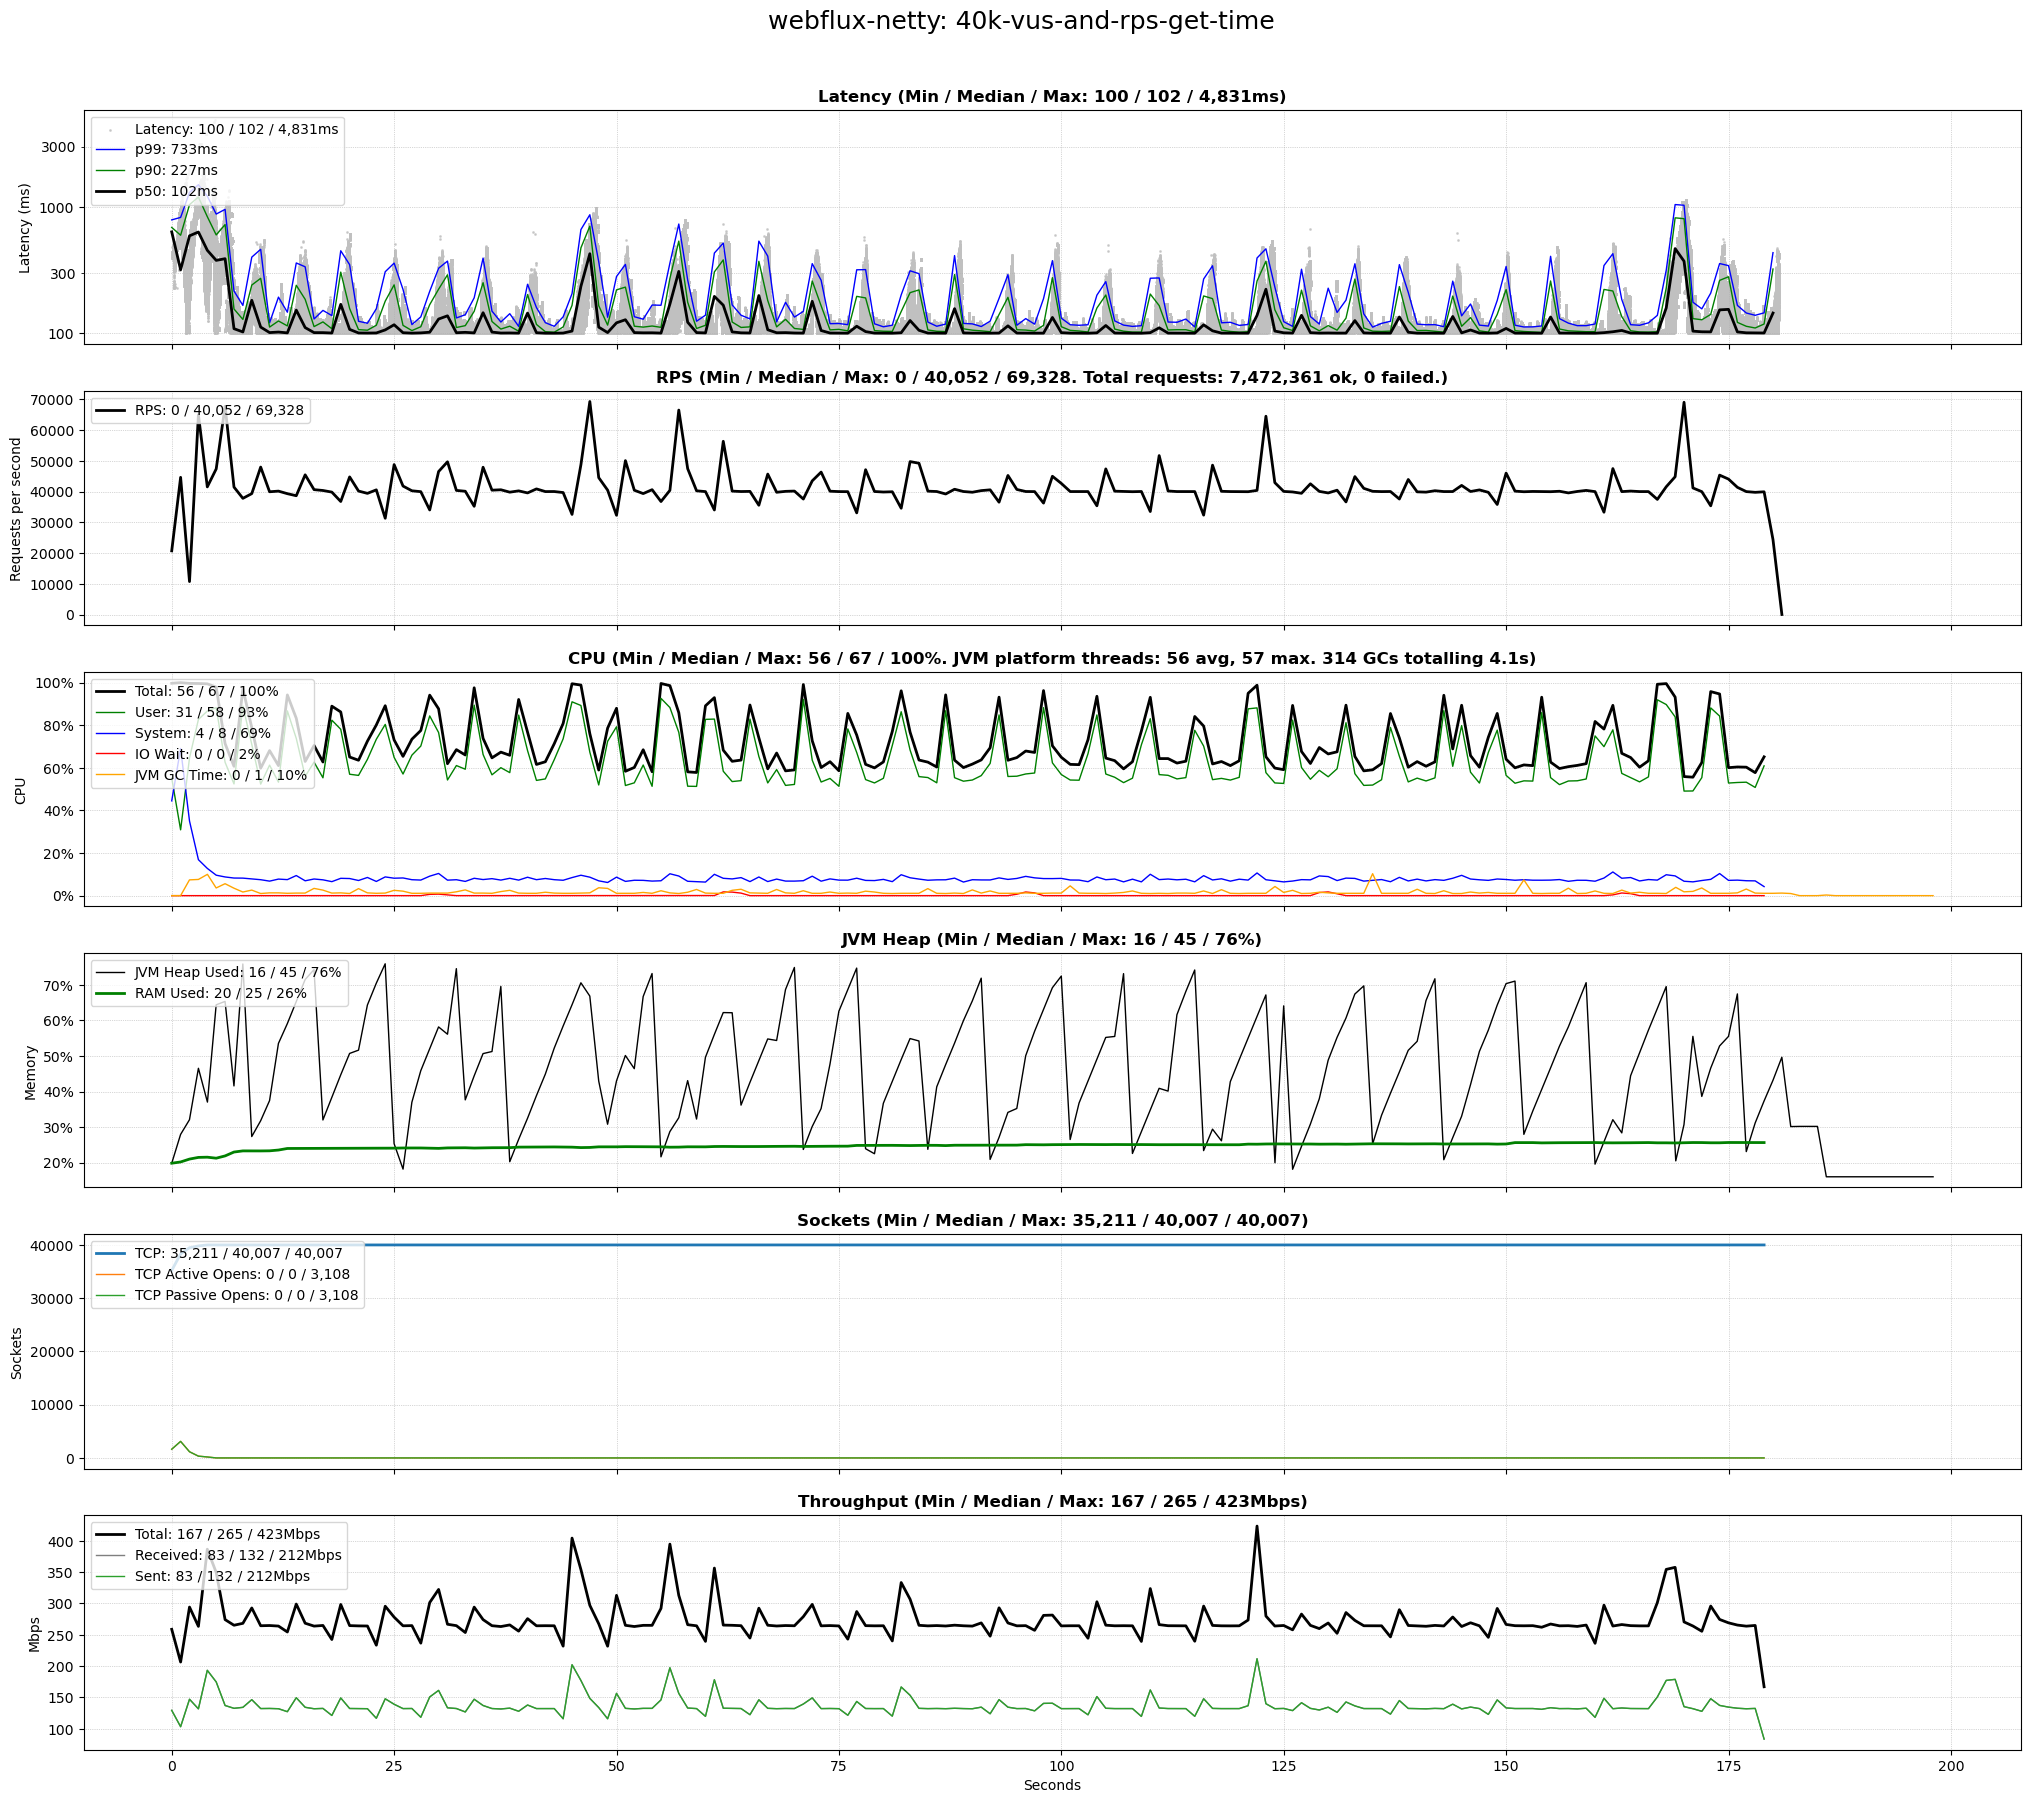 webflux-netty: 40k-vus-and-rps-get-time
Latency (Min / Median / Max: 100 / 102 / 4,831ms)
Latency (ms)
3000
1000
300
100
Latency: 100 / 102 / 4,831ms
p99: 733ms
p90: 227ms
p50: 102ms
RPS (Min / Median / Max: 0 / 40,052 / 69,328. Total requests: 7,472,361 ok, 0 failed.)
Requests per second
70000
60000
50000
40000
30000
20000
10000
0
RPS: 0 / 40,052 / 69,328
CPU (Min / Median / Max: 56 / 67 / 100%. JVM platform threads: 56 avg, 57 max. 314 GCs totalling 4.1s)
CPU
100%
80%
60%
40%
20%
0%
Total: 56 / 67 / 100%
User: 31 / 58 / 93%
System: 4 / 8 / 69%
IO Wait: 0 / 0 / 2%
JVM GC Time: 0 / 1 / 10%
JVM Heap (Min / Median / Max: 16 / 45 / 76%)
Memory
70%
60%
50%
40%
30%
20%
JVM Heap Used: 16 / 45 / 76%
RAM Used: 20 / 25 / 26%
Sockets (Min / Median / Max: 35,211 / 40,007 / 40,007)
Sockets
40000
30000
20000
10000
0
TCP: 35,211 / 40,007 / 40,007
TCP Active Opens: 0 / 0 / 3,108
TCP Passive Opens: 0 / 0 / 3,108
Throughput (Min / Median / Max: 167 / 265 / 423Mbps)
Mbps
400
350
300
250
200
150
100
Total: 167 / 265 / 423Mbps
Received: 83 / 132 / 212Mbps
Sent: 83 / 132 / 212Mbps
0 25 50 75 100 125 150 175 200
Seconds